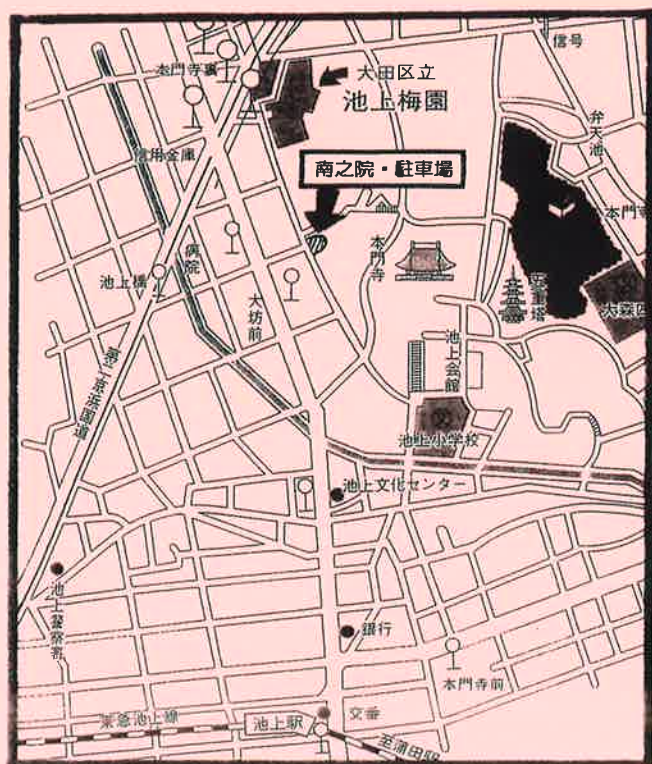 信号
本門寺裏
大田区立
池上梅園
弁天池
信用金庫
南之院・駐車場
本門寺
本門寺
病院
池上橋
五重塔
大森四
大坊前
池上会館
第二京浜国道
池上小学校
池上文化センター
池上警察署
銀行
本門寺前
東急池上線
池上駅
交番
至蒲田駅